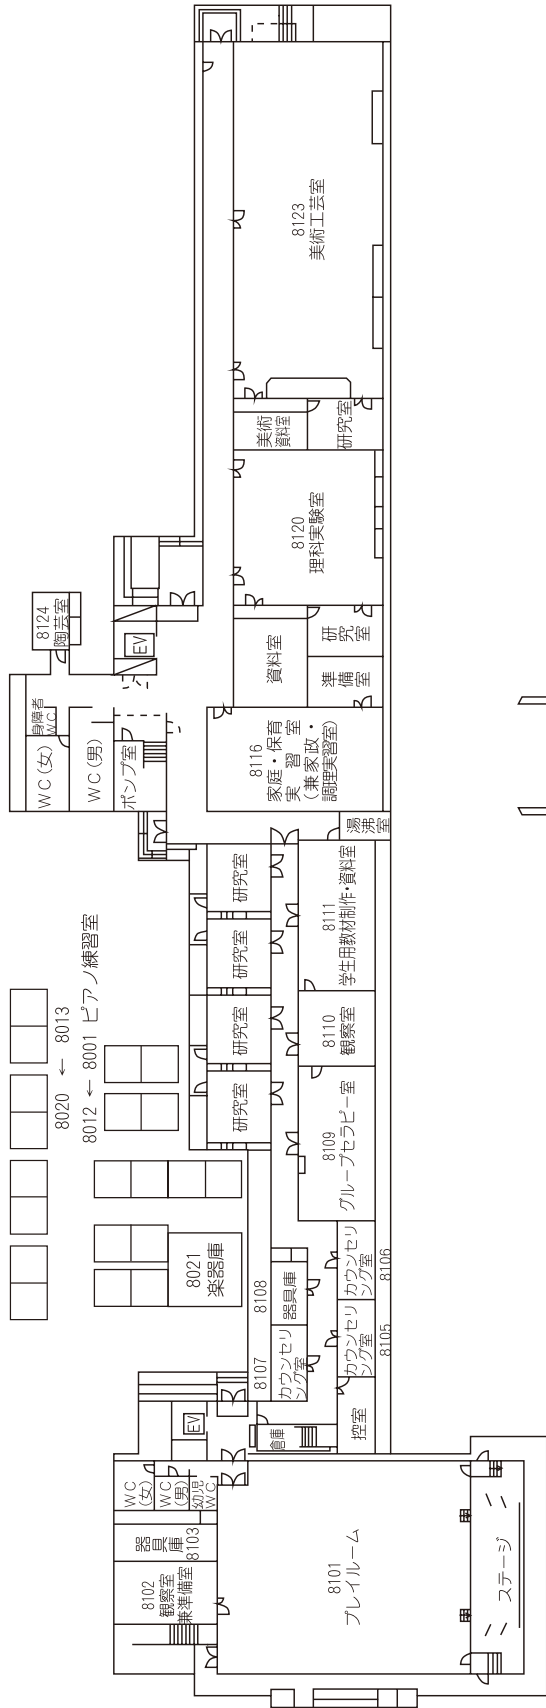 8123
美術工芸室
美術
資料室
研究室
8120
理科実験室
8124
陶芸室
EV
資料室
研究室
準備室
身障者
WC
WC(女)
WC(男)
ポンプ室
8116
家庭・保育
実習室
(兼家政・
調理実習室)
湯沸室
研究室
研究室
研究室
研究室
8111
学生用教材制作・資料室
8110
観察室
8109
グループセラピー室
8020 ← 8013
8012 ← 8001 ピアノ練習室
8021
楽器庫
8108
器具庫
8107
カウンセリ
ング室
カウンセリ
ング室
8106
カウンセリ
ング室
8105
控室
倉庫
EV
WC
(女)
WC
(男)
幼児
WC
器具庫
8103
8102
観察室
兼準備室
8101
プレイルーム
ステージ